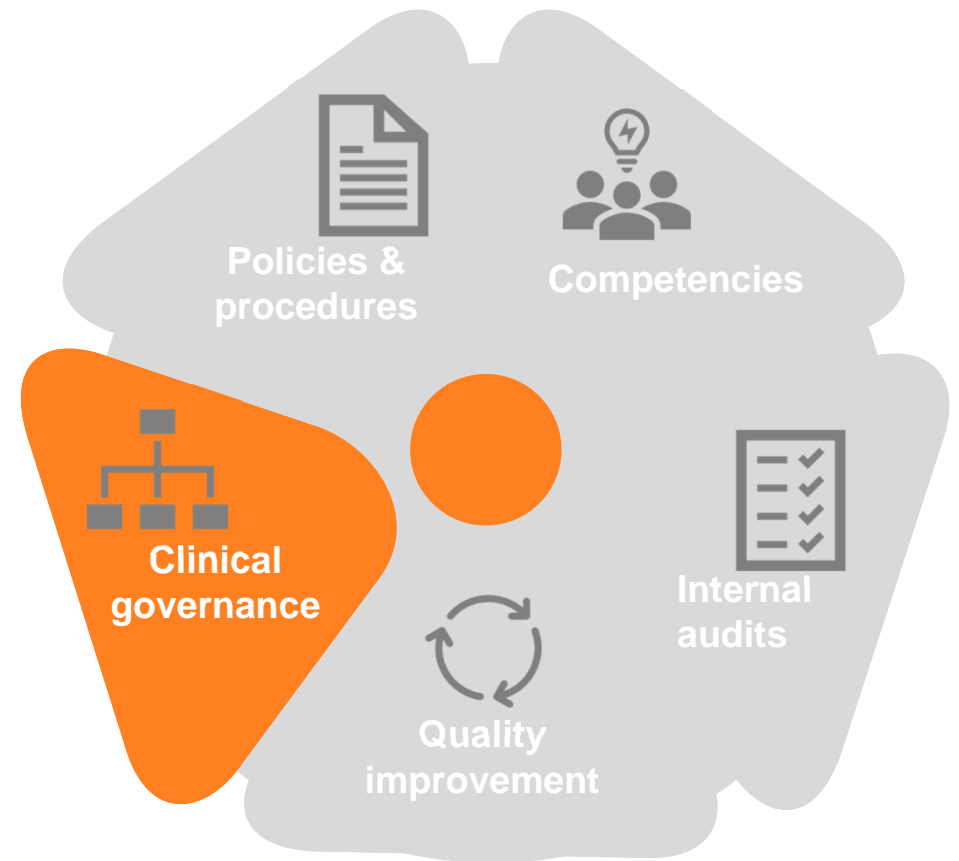 Policies &
procedures
Competencies
Clinical
governance
Internal
audits
Quality
improvement